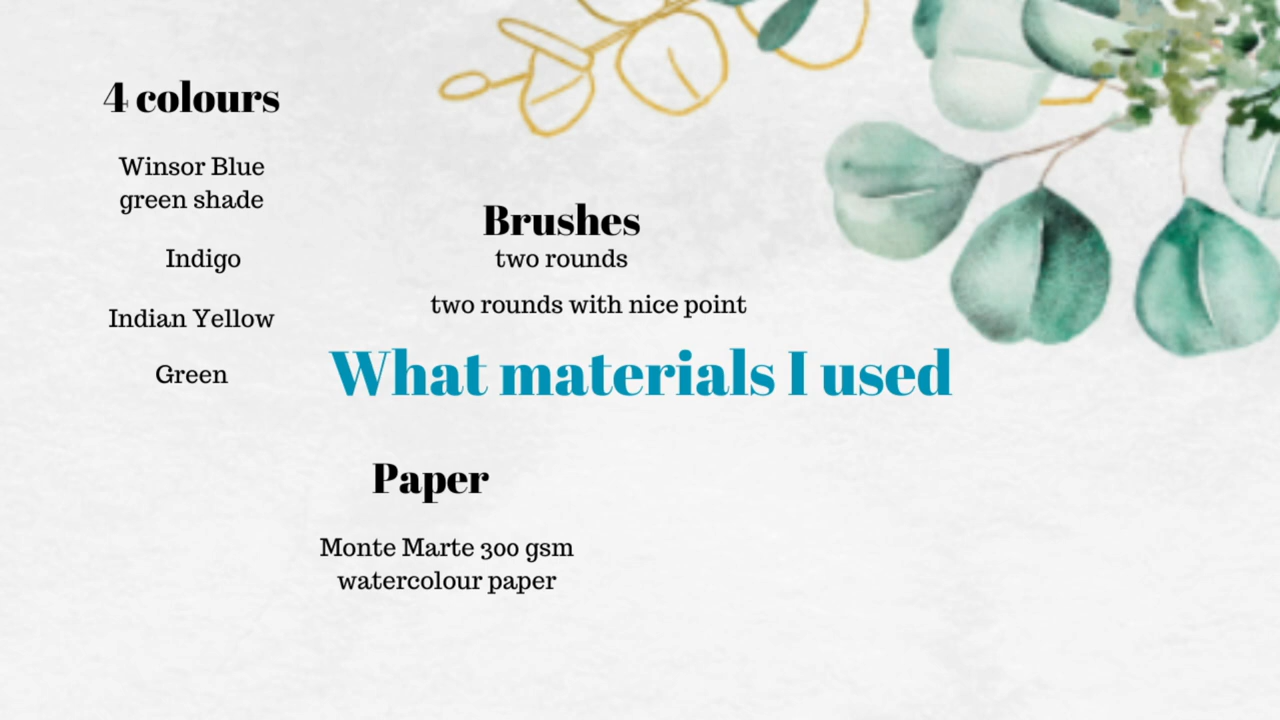 4 colours
Winsor Blue
green shade
Indigo
Indian Yellow
Green
Brushes
two rounds
two rounds with nice point
What materials I used
Paper
Monte Marte 300 gsm
watercolour paper